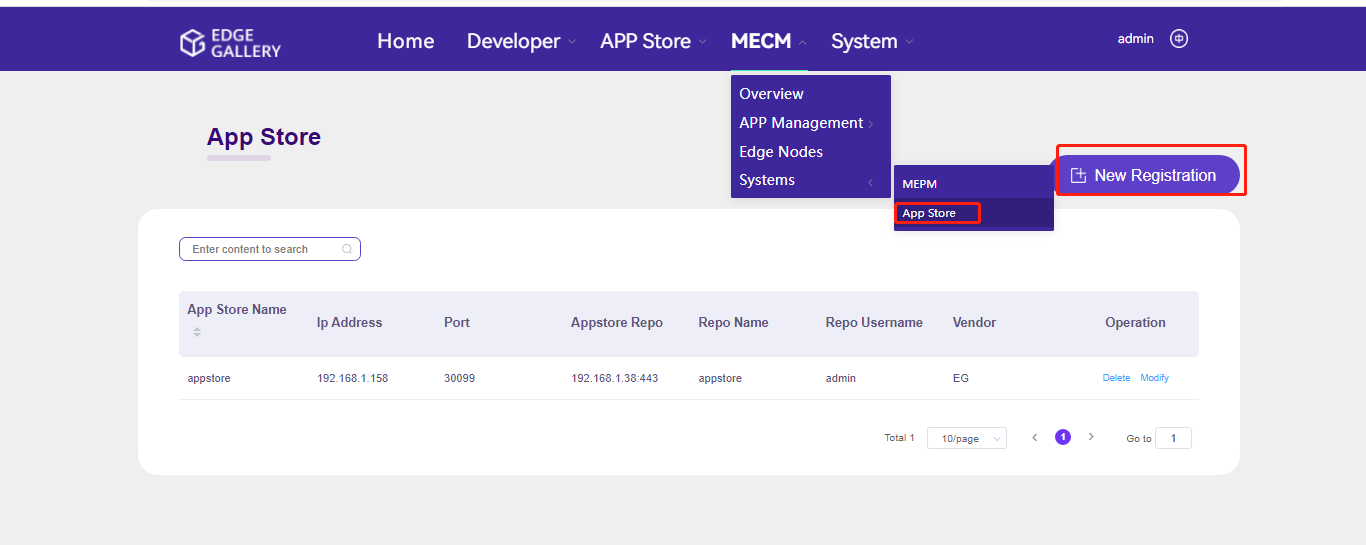 EDGE
GALLERY
Home
Developer
APP Store
MECM
System
admin
中
Overview
APP Management
Edge Nodes
Systems
MEPM
App Store
App Store
New Registration
Enter content to search
App Store Name
Ip Address
Port
Appstore Repo
Repo Name
Repo Username
Vendor
Operation
appstore
192.168.1.158
30099
192.168.1.38:443
appstore
admin
EG
Delete
Modify
Total 1
10/page
1
Go to
1